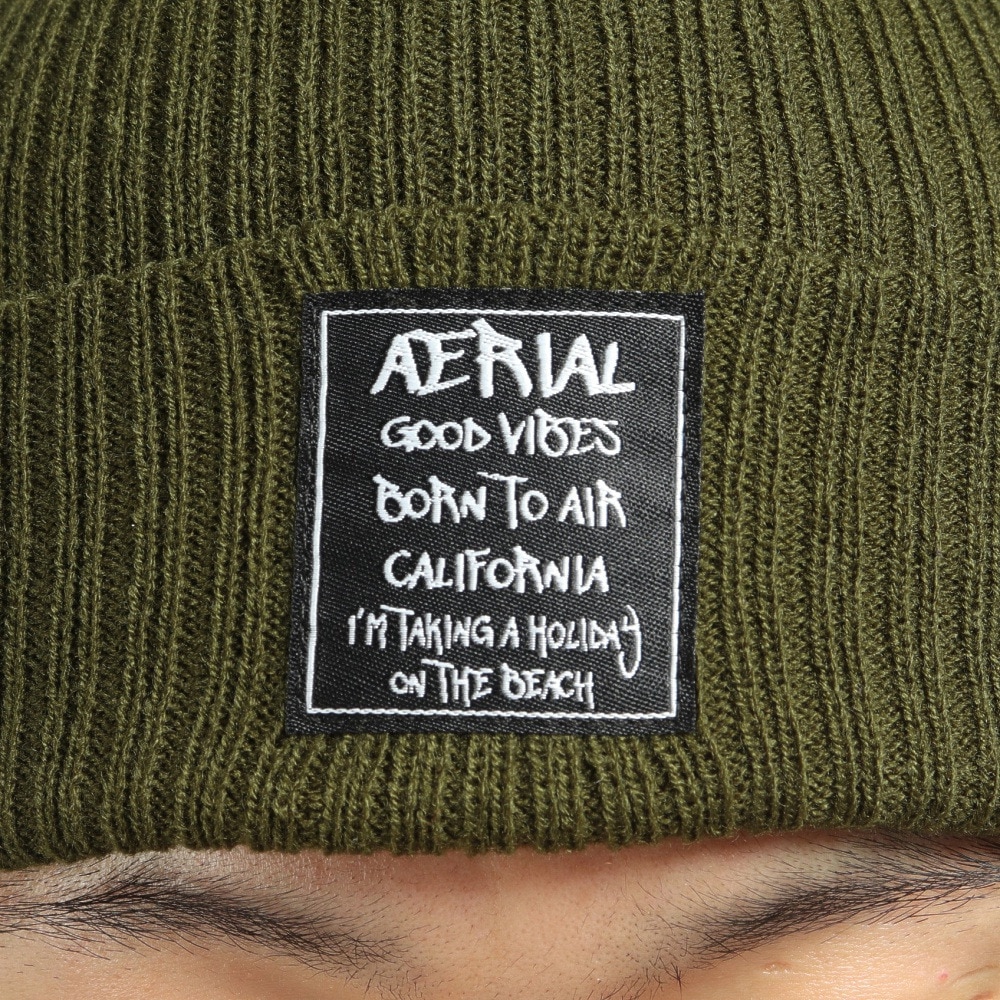 AERIAL
GOOD VIBES
BORN TO AIR
CALIFORNIA
I'M TAKING A HOLIDAY
ON THE BEACH